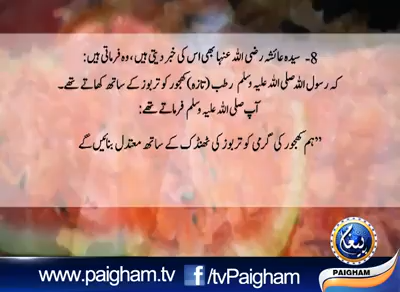 8- سیدہ عائشہ رضی اللہ عنہا بھی اس کی خبر دیتی ہیں، وہ فرماتی ہیں:
کہ رسول اللہ صلی اللہ علیہ وسلم رطب (تازہ) کھجور کو تربوز کے ساتھ کھاتے تھے۔
آپ صلی اللہ علیہ وسلم فرماتے تھے:
”ہم کھجور کی گرمی کو تربوز کی ٹھنڈک کے ساتھ معتدل بنائیں گے
پیغام
PAIGHAM
www.paigham.tv f /tvPaigham